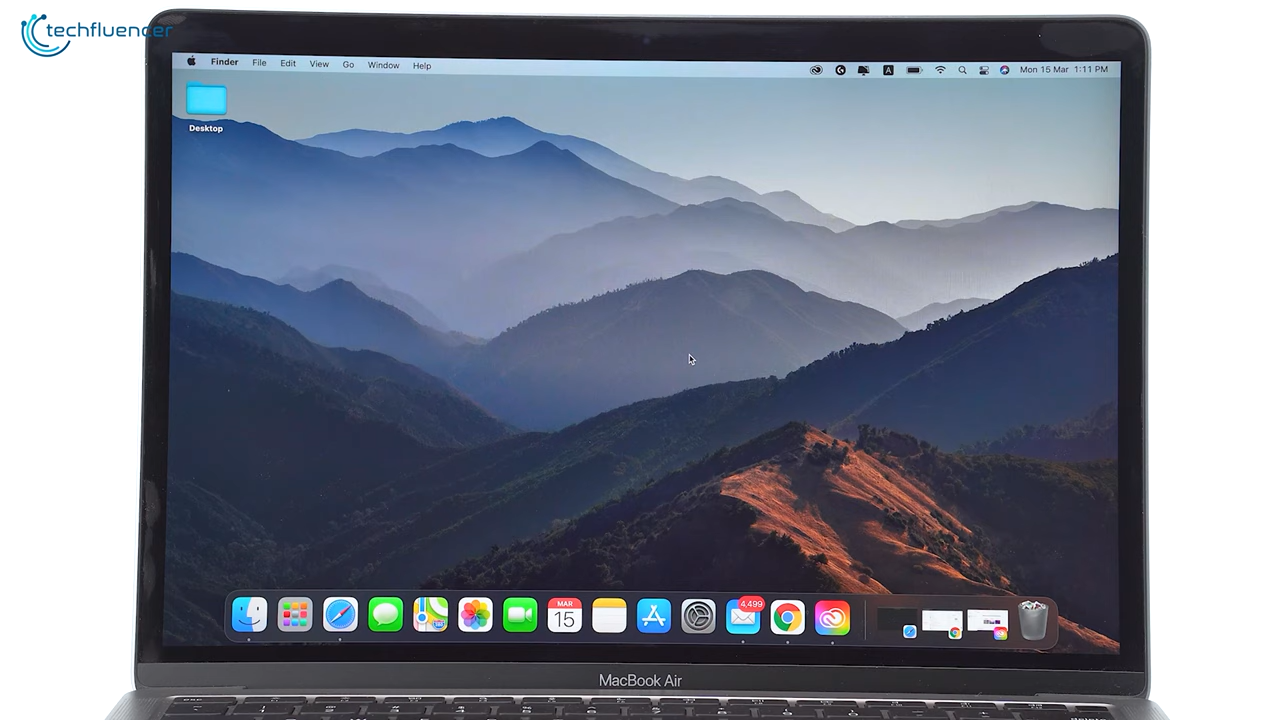 techfluencer
Finder File Edit View Go Window Help A Mon 15 Mar 1:11 PM
Desktop
MAR
15
4,499
MacBook Air